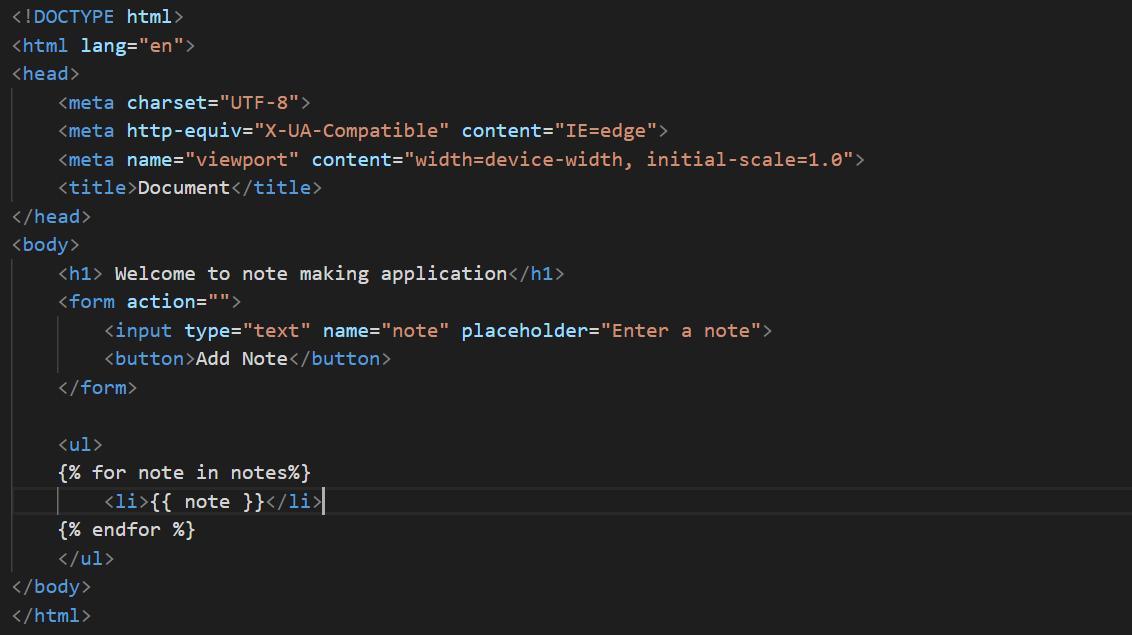 <!DOCTYPE html>
<html lang="en">
<head>
    <meta charset="UTF-8">
    <meta http-equiv="X-UA-Compatible" content="IE=edge">
    <meta name="viewport" content="width=device-width, initial-scale=1.0">
    <title>Document</title>
</head>
<body>
    <h1> Welcome to note making application</h1>
    <form action="">
        <input type="text" name="note" placeholder="Enter a note">
        <button>Add Note</button>
    </form>

    <ul>
    {% for note in notes%}
        <li>{{ note }}</li>
    {% endfor %}
    </ul>
</body>
</html>